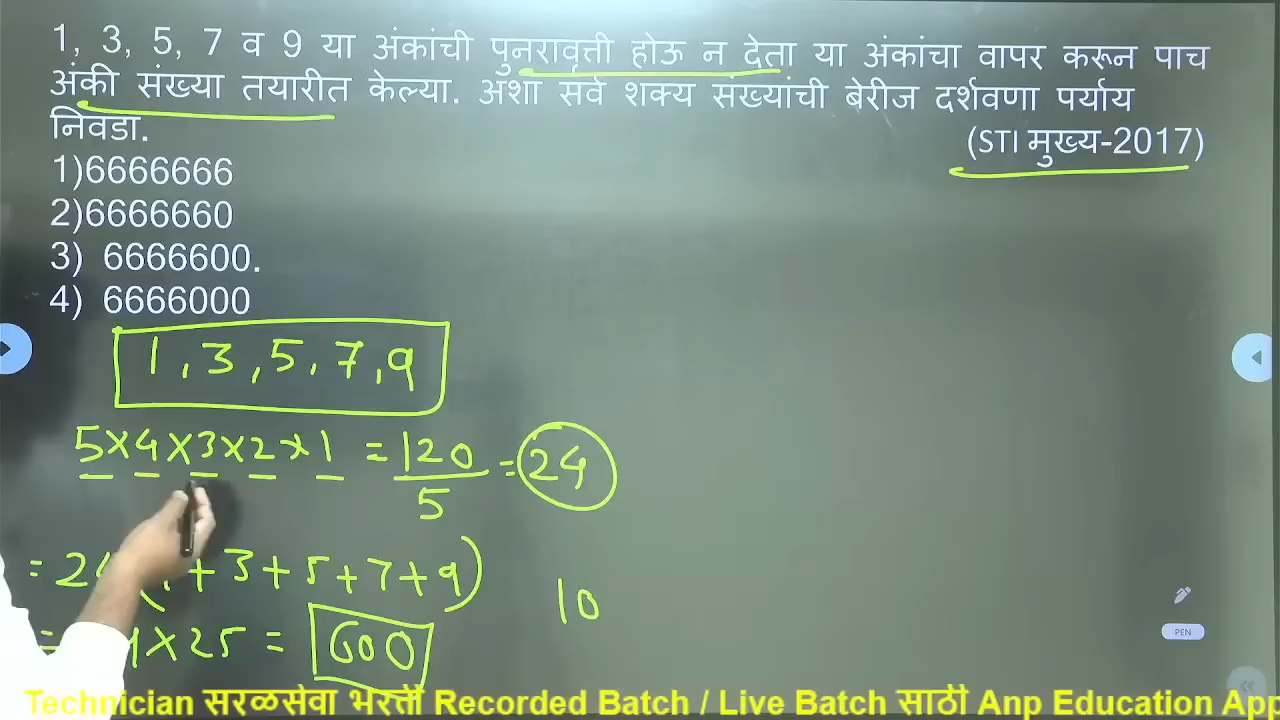 1, 3, 5, 7 व 9 या अंकांची पुनरावृत्ती होऊ न देता या अंकांचा वापर करून पाच
अंकी संख्या तयारीत केल्या. अशा सर्व शक्य संख्यांची बेरीज दर्शवणा पर्याय
निवडा.
(STI मुख्य-2017)
1)6666666
2)6666660
3) 6666600.
4) 6666000
1, 3, 5, 7, 9
5×4×3×2×1 = 120/5 = 24
= 2 + 3 + 5 + 7 + 9)
×25 = 600
10
PEN
Technician सरळसेवा भरती Recorded Batch / Live Batch साठी Anp Education App